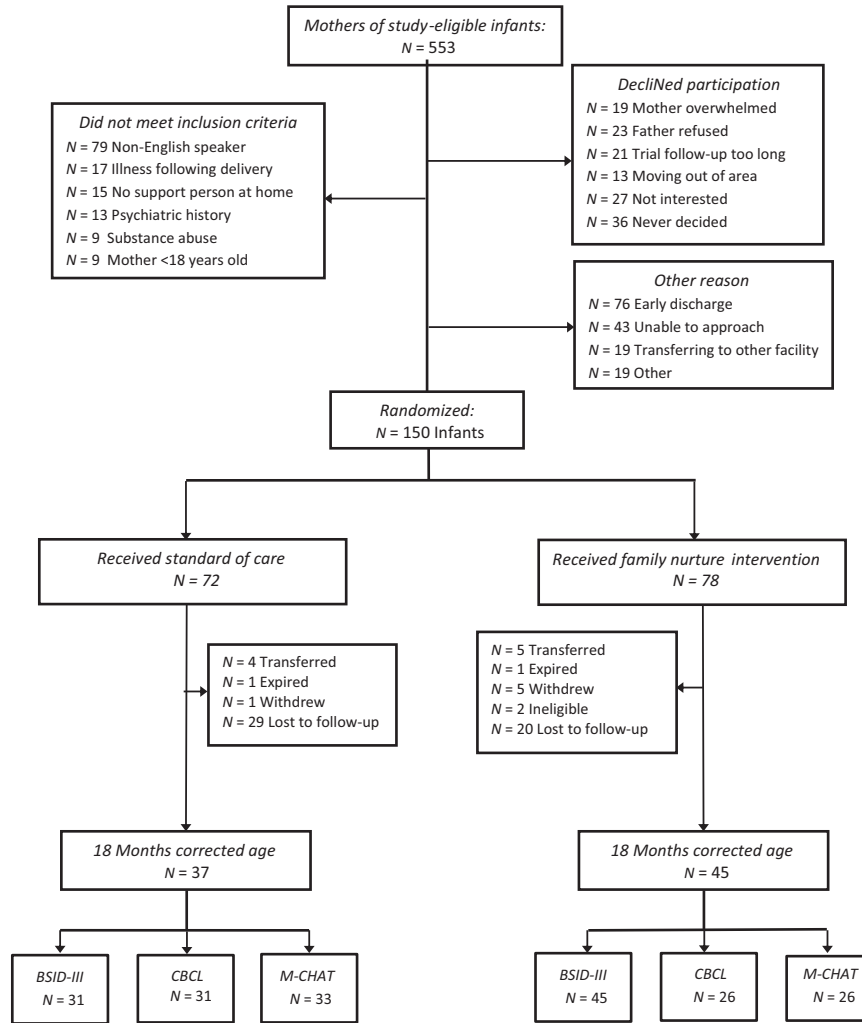 Mothers of study-eligible infants:
N = 553
DecliNed participation
N = 19 Mother overwhelmed
N = 23 Father refused
N = 21 Trial follow-up too long
N = 13 Moving out of area
N = 27 Not interested
N = 36 Never decided
Did not meet inclusion criteria
N = 79 Non-English speaker
N = 17 Illness following delivery
N = 15 No support person at home
N = 13 Psychiatric history
N = 9 Substance abuse
N = 9 Mother <18 years old
Other reason
N = 76 Early discharge
N = 43 Unable to approach
N = 19 Transferring to other facility
N = 19 Other
Randomized:
N = 150 Infants
Received standard of care
N = 72
Received family nurture intervention
N = 78
N = 4 Transferred
N = 1 Expired
N = 1 Withdrew
N = 29 Lost to follow-up
N = 5 Transferred
N = 1 Expired
N = 5 Withdrew
N = 2 Ineligible
N = 20 Lost to follow-up
18 Months corrected age
N = 37
18 Months corrected age
N = 45
BSID-III
N = 31
CBCL
N = 31
M-CHAT
N = 33
BSID-III
N = 45
CBCL
N = 26
M-CHAT
N = 26